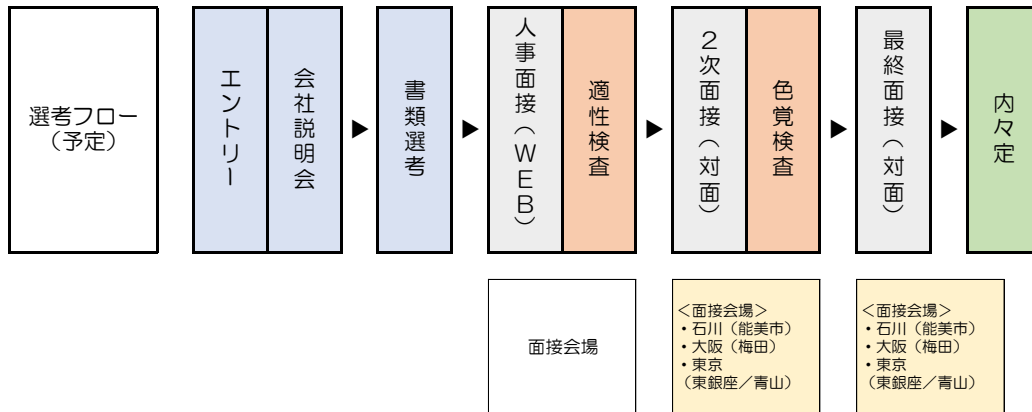 選考フロー
（予定）
エントリー
会社説明会
▶
書類選考
▶
人事面接（ＷＥＢ）
適性検査
▶
２次面接（対面）
色覚検査
▶
最終面接（対面）
▶
内々定
面接会場
＜面接会場＞
・石川（能美市）
・大阪（梅田）
・東京
（東銀座／青山）
＜面接会場＞
・石川（能美市）
・大阪（梅田）
・東京
（東銀座／青山）